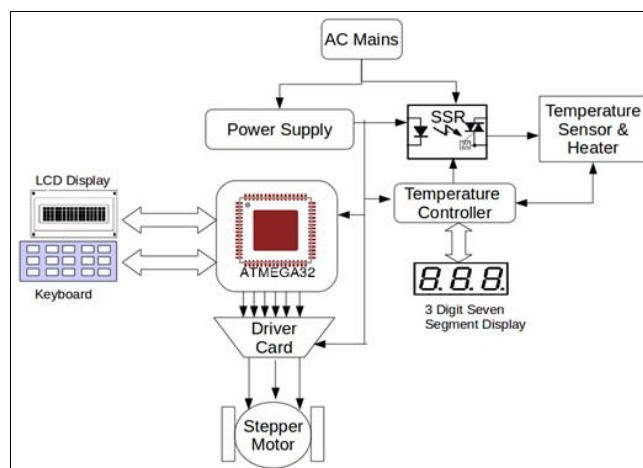 AC Mains
Power Supply
SSR
Temperature
Sensor &
Heater
LCD Display
Keyboard
ATMEGA32
Temperature
Controller
8.8.8.
3 Digit Seven
Segment Display
Driver
Card
Stepper
Motor